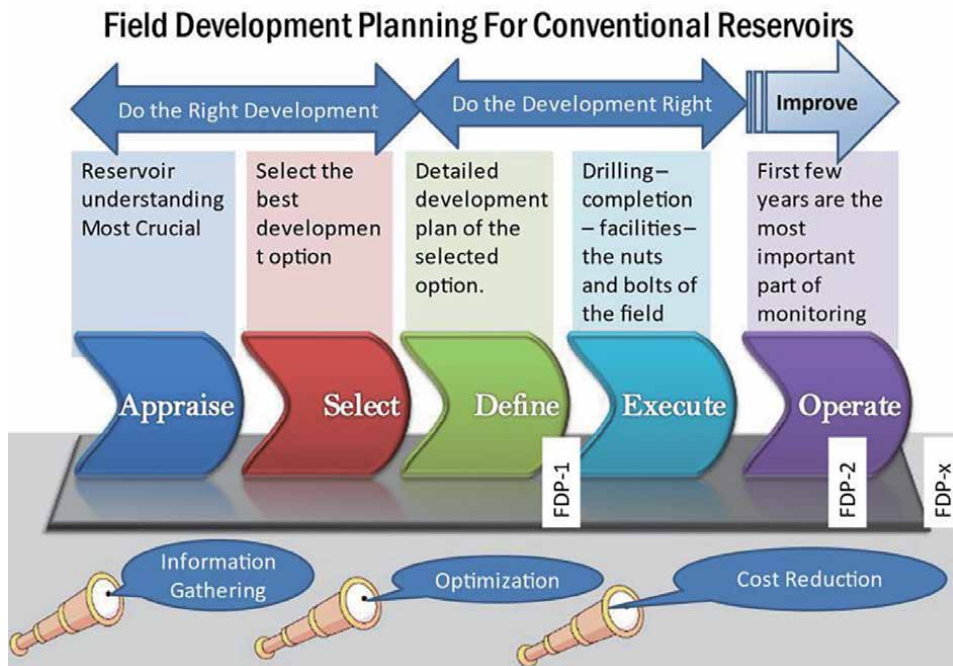 Field Development Planning For Conventional Reservoirs
Do the Right Development
Do the Development Right
Improve
Reservoir
understanding
Most Crucial
Select the
best
developmen
t option
Detailed
development
plan of the
selected
option.
Drilling—
completion
– facilities–
the nuts
and bolts of
the field
First few
years are the
most
important
part of
monitoring
Appraise
Select
Define
Execute
Operate
FDP-1
FDP-2
FDP-x
Information
Gathering
Optimization
Cost Reduction